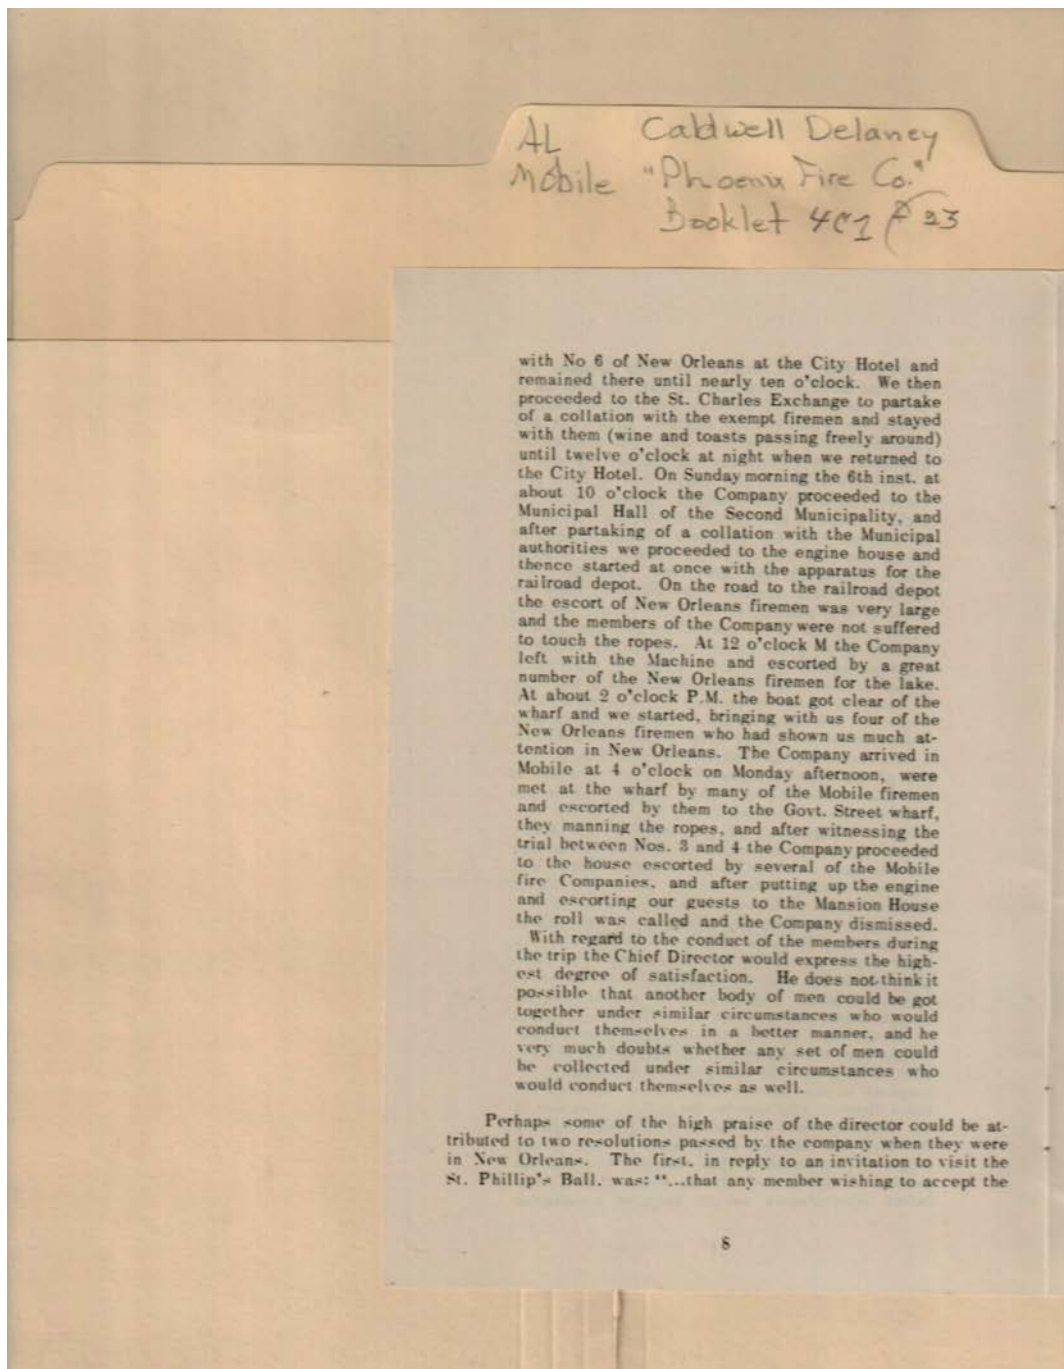 AL Caldwell Delaney
Mobile "Phoenix Fire Co."
Booklet 4C1 P 23
with No 6 of New Orleans at the City Hotel and
remained there until nearly ten o'clock. We then
proceeded to the St. Charles Exchange to partake
of a collation with the exempt firemen and stayed
with them (wine and toasts passing freely around)
until twelve o'clock at night when we returned to
the City Hotel. On Sunday morning the 6th inst. at
about 10 o'clock the Company proceeded to the
Municipal Hall of the Second Municipality, and
after partaking of a collation with the Municipal
authorities we proceeded to the engine house and
thence started at once with the apparatus for the
railroad depot. On the road to the railroad depot
the escort of New Orleans firemen was very large
and the members of the Company were not suffered
to touch the ropes. At 12 o'clock M the Company
left with the Machine and escorted by a great
number of the New Orleans firemen for the lake.
At about 2 o'clock P.M. the boat got clear of the
wharf and we started, bringing with us four of the
New Orleans firemen who had shown us much at-
tention in New Orleans. The Company arrived in
Mobile at 4 o'clock on Monday afternoon, were
met at the wharf by many of the Mobile firemen
and escorted by them to the Govt. Street wharf,
they manning the ropes, and after witnessing the
trial between Nos. 3 and 4 the Company proceeded
to the house escorted by several of the Mobile
fire Companies, and after putting up the engine
and escorting our guests to the Mansion House
the roll was called and the Company dismissed.
With regard to the conduct of the members during
the trip the Chief Director would express the high-
est degree of satisfaction. He does not think it
possible that another body of men could be got
together under similar circumstances who would
conduct themselves in a better manner, and he
very much doubts whether any set of men could
be collected under similar circumstances who
would conduct themselves as well.
Perhaps some of the high praise of the director could be at-
tributed to two resolutions passed by the company when they were
in New Orleans. The first, in reply to an invitation to visit the
St. Phillip's Ball, was: "...that any member wishing to accept the
8